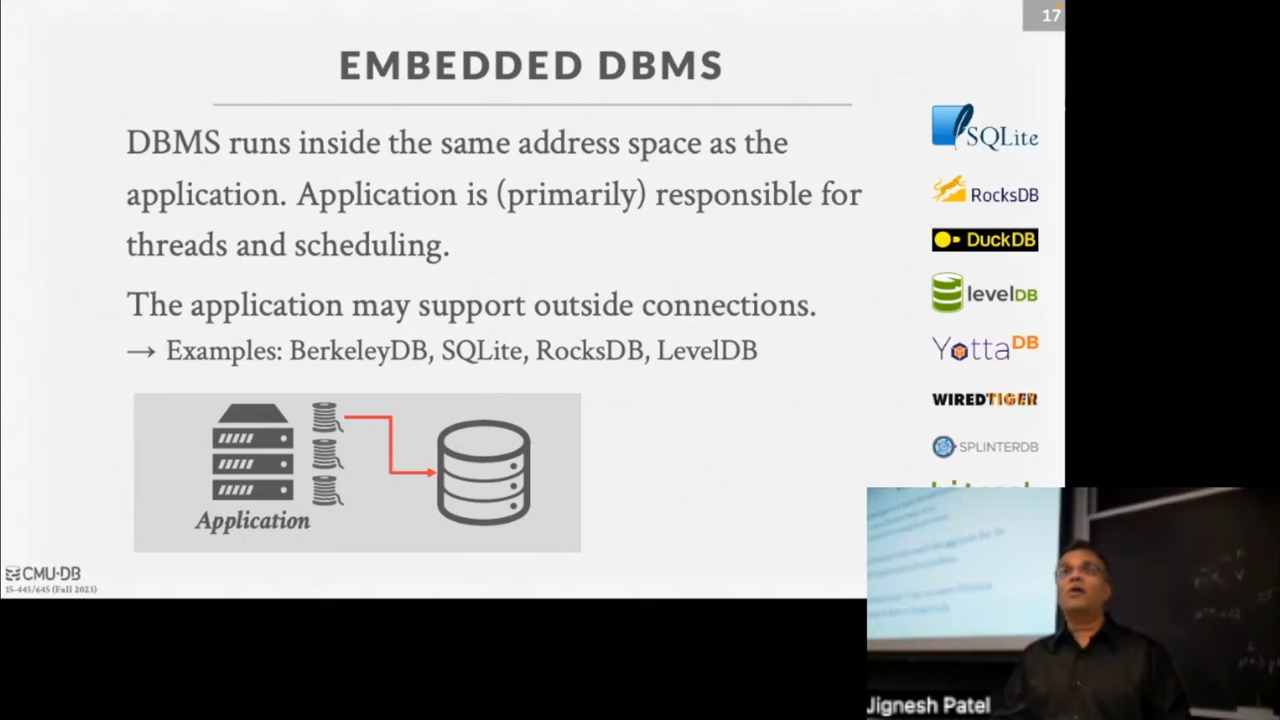 17
EMBEDDED DBMS
DBMS runs inside the same address space as the
application. Application is (primarily) responsible for
threads and scheduling.
The application may support outside connections.
→ Examples: BerkeleyDB, SQLite, RocksDB, LevelDB
Application
SQLite
RocksDB
DuckDB
levelDB
YottaDB
WIREDTIGER
SPLINTERDB
CMU·DB
15-445/645 (Fall 2023)
Jignesh Patel